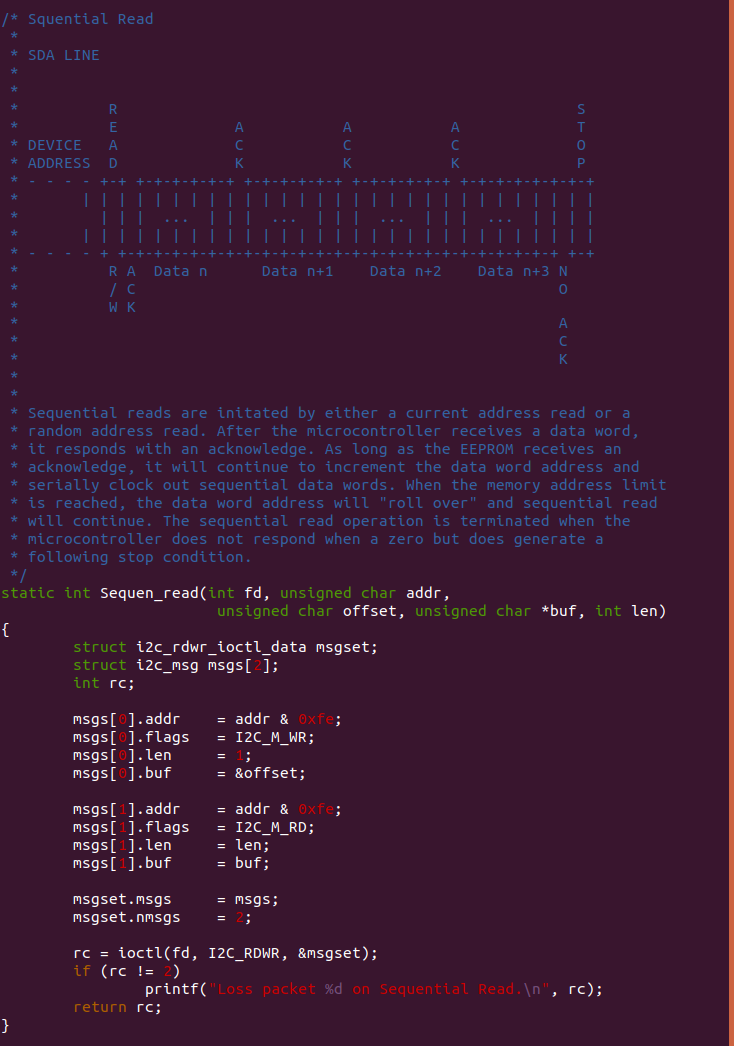 /* Squential Read
 *
 * SDA LINE
 *
 *
 *          R                                                   S
 *          E             A           A           A             T
 * DEVICE   A             C           C           C             O
 * ADDRESS  D             K           K           K             P
 * - - - - +-+ +-+-+-+-+-+ +-+-+-+-+-+ +-+-+-+-+-+ +-+-+-+-+-+-+-+
 *       | | | | | | | | | | | | | | | | | | | | | | | | | | | | |
 *         | | |  ...  | | |  ...  | | |  ...  | | |  ...  | | | |
 *       | | | | | | | | | | | | | | | | | | | | | | | | | | | | |
 * - - - - + +-+-+-+-+-+-+-+-+-+-+-+-+-+-+-+-+-+-+-+-+-+-+-+ +-+
 *          R A  Data n      Data n+1    Data n+2    Data n+3 N
 *          / C                                               O
 *          W K
 *                                                            A
 *                                                            C
 *                                                            K
 *
 *
 * Sequential reads are initated by either a current address read or a
 * random address read. After the microcontroller receives a data word,
 * it responds with an acknowledge. As long as the EEPROM receives an
 * acknowledge, it will continue to increment the data word address and
 * serially clock out sequential data words. When the memory address limit
 * is reached, the data word address will "roll over" and sequential read
 * will continue. The sequential read operation is terminated when the
 * microcontroller does not respond when a zero but does generate a
 * following stop condition.
 */
static int Sequen_read(int fd, unsigned char addr,
                        unsigned char offset, unsigned char *buf, int len)
{
        struct i2c_rdwr_ioctl_data msgset;
        struct i2c_msg msgs[2];
        int rc;

        msgs[0].addr    = addr & 0xfe;
        msgs[0].flags   = I2C_M_WR;
        msgs[0].len     = 1;
        msgs[0].buf     = &offset;

        msgs[1].addr    = addr & 0xfe;
        msgs[1].flags   = I2C_M_RD;
        msgs[1].len     = len;
        msgs[1].buf     = buf;

        msgset.msgs     = msgs;
        msgset.nmsgs    = 2;

        rc = ioctl(fd, I2C_RDWR, &msgset);
        if (rc != 2)
                printf("Loss packet %d on Sequential Read.\n", rc);
        return rc;
}